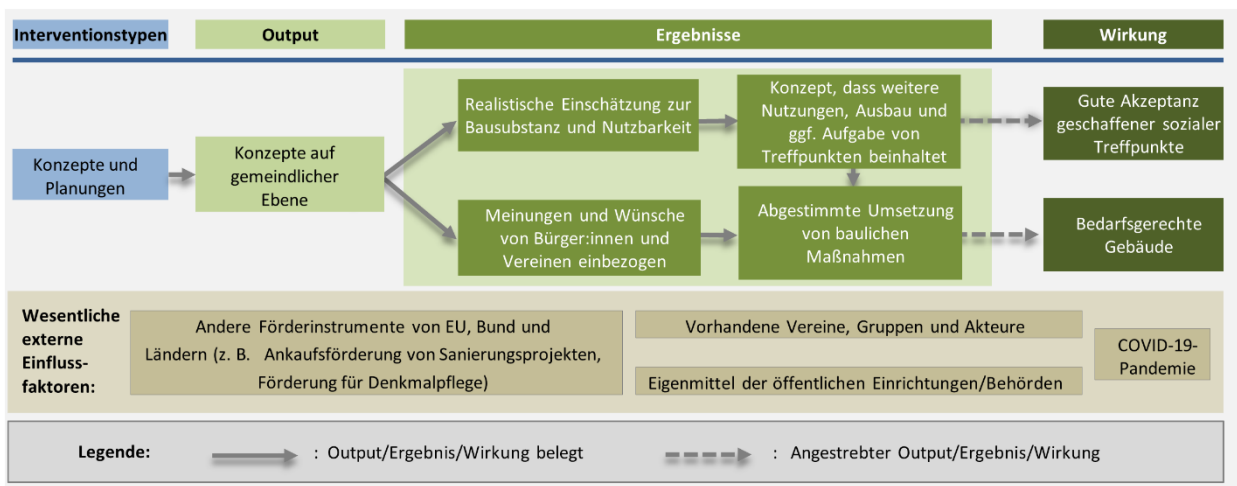 Interventionstypen
Output
Ergebnisse
Wirkung
Konzepte und
Planungen
Konzepte auf
gemeindlicher
Ebene
Realistische Einschätzung zur
Bausubstanz und Nutzbarkeit
Konzept, dass weitere
Nutzungen, Ausbau und
ggf. Aufgabe von
Treffpunkten beinhaltet
Gute Akzeptanz
geschaffener sozialer
Treffpunkte
Meinungen und Wünsche
von Bürger:innen und
Vereinen einbezogen
Abgestimmte Umsetzung
von baulichen
Maßnahmen
Bedarfsgerechte
Gebäude
Wesentliche
externe
Einfluss-
faktoren:
Andere Förderinstrumente von EU, Bund und
Ländern (z. B. Ankaufsförderung von Sanierungsprojekten,
Förderung für Denkmalpflege)
Vorhandene Vereine, Gruppen und Akteure
Eigenmittel der öffentlichen Einrichtungen/Behörden
COVID-19-
Pandemie
Legende:
: Output/Ergebnis/Wirkung belegt
: Angestrebter Output/Ergebnis/Wirkung